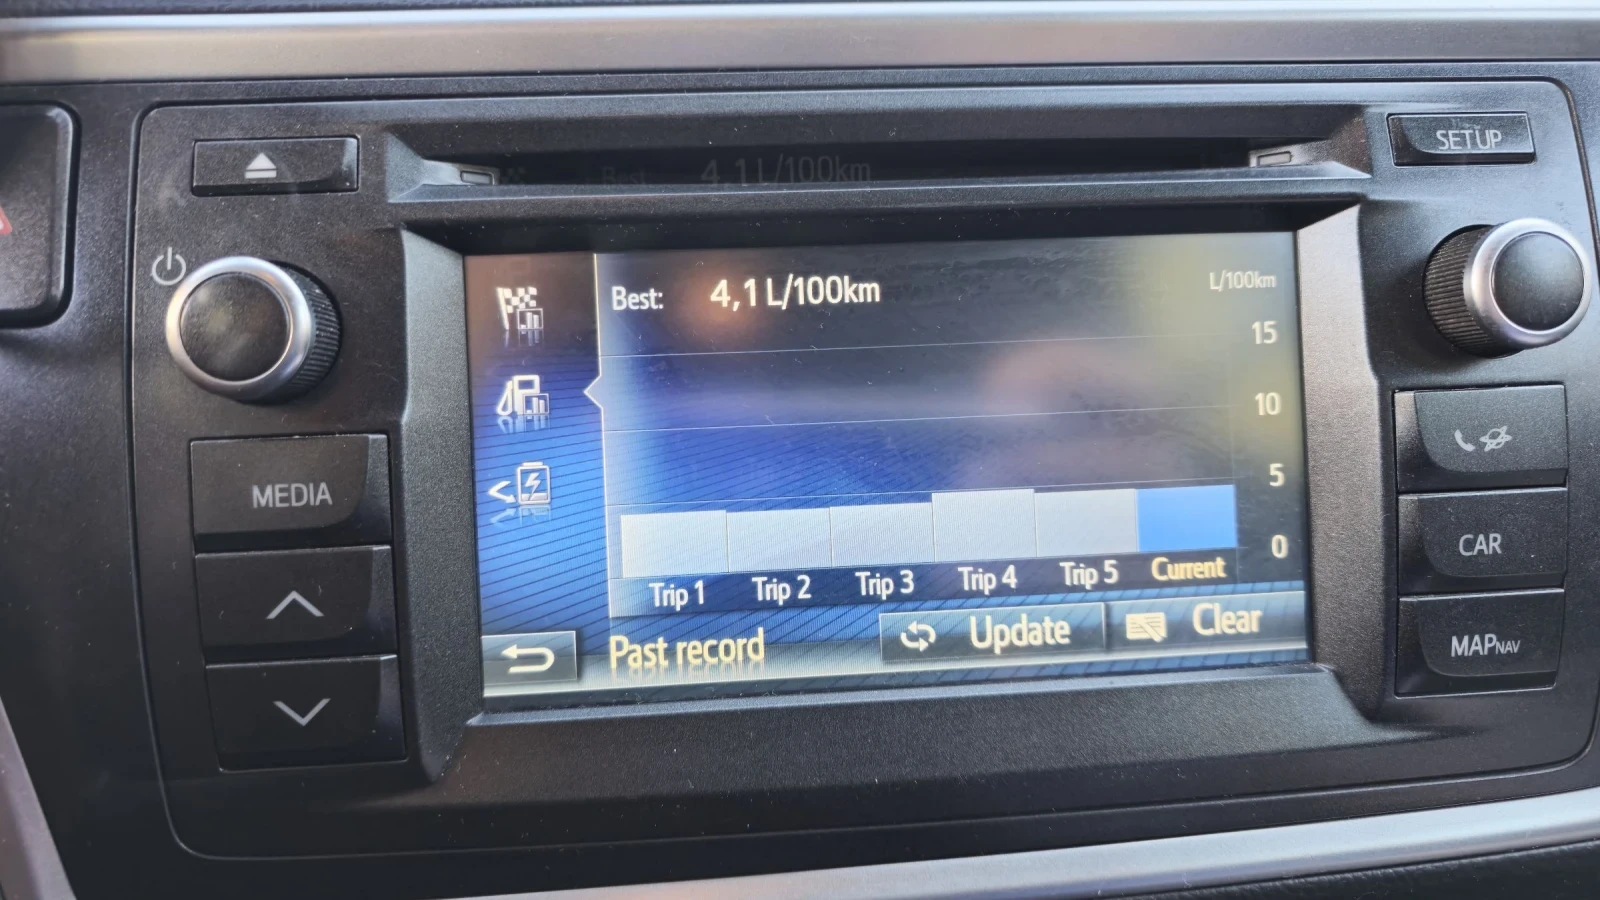 SETUP
Best: 4,1 L/100km
L/100km
15
10
5
0
MEDIA
CAR
MAPNAV
Trip 1 Trip 2 Trip 3 Trip 4 Trip 5 Current
Past record Update Clear